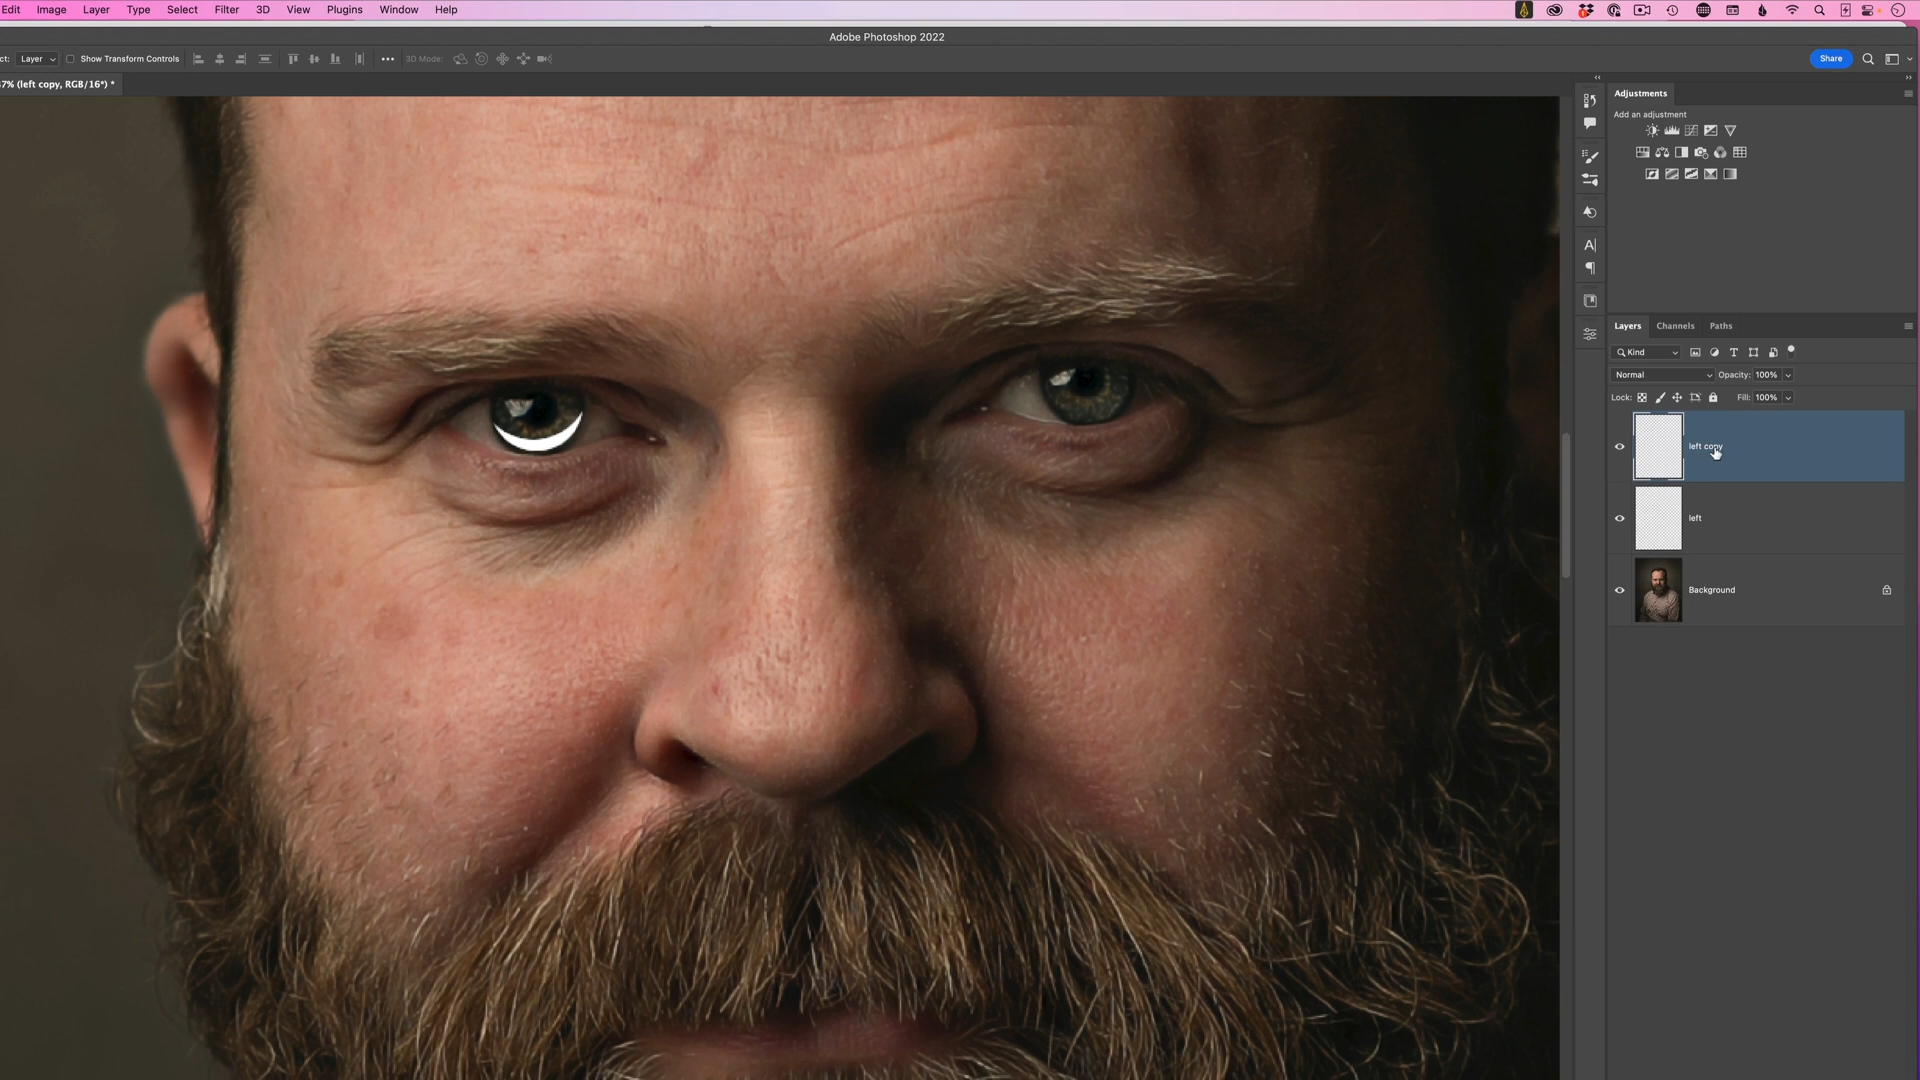 Edit Image Layer Type Select Filter 3D View Plugins Window Help
Adobe Photoshop 2022
ct: Layer Show Transform Controls 3D Mode: Share
7% (left copy, RGB/16*) *
Adjustments
Add an adjustment
Layers Channels Paths
Kind
Normal Opacity: 100%
Lock: Fill: 100%
left copy
left
Background